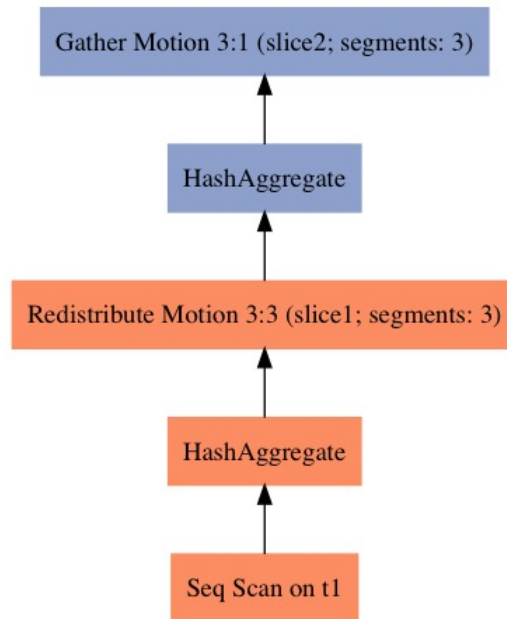 Gather Motion 3:1 (slice2; segments: 3)
HashAggregate
Redistribute Motion 3:3 (slice1; segments: 3)
HashAggregate
Seq Scan on t1